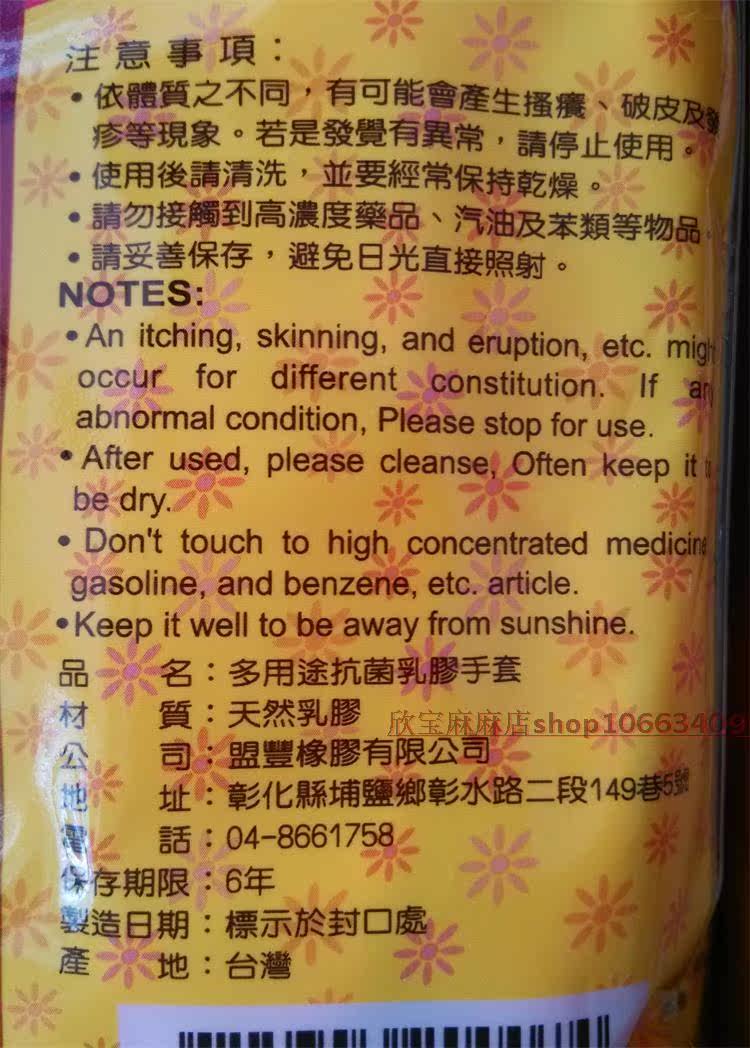 注意事項：
• 依體質之不同，有可能會產生搔癢、破皮及發
疹等現象。若是發覺有異常，請停止使用。
• 使用後請清洗，並要經常保持乾燥。
• 請勿接觸到高濃度藥品、汽油及苯類等物品。
• 請妥善保存，避免日光直接照射。
NOTES:
• An itching, skinning, and eruption, etc. migh
occur for different constitution. If an
abnormal condition, Please stop for use.
• After used, please cleanse, Often keep it t
be dry.
• Don't touch to high concentrated medicine
gasoline, and benzene, etc. article.
• Keep it well to be away from sunshine.
品 名：多用途抗菌乳膠手套
材 質：天然乳膠
欣宝麻麻店shop10663409
公 司：盟豐橡膠有限公司
地 址：彰化縣埔鹽鄉彰水路二段149巷5號
電 話：04-8661758
保存期限：6年
製造日期：標示於封口處
產 地：台灣